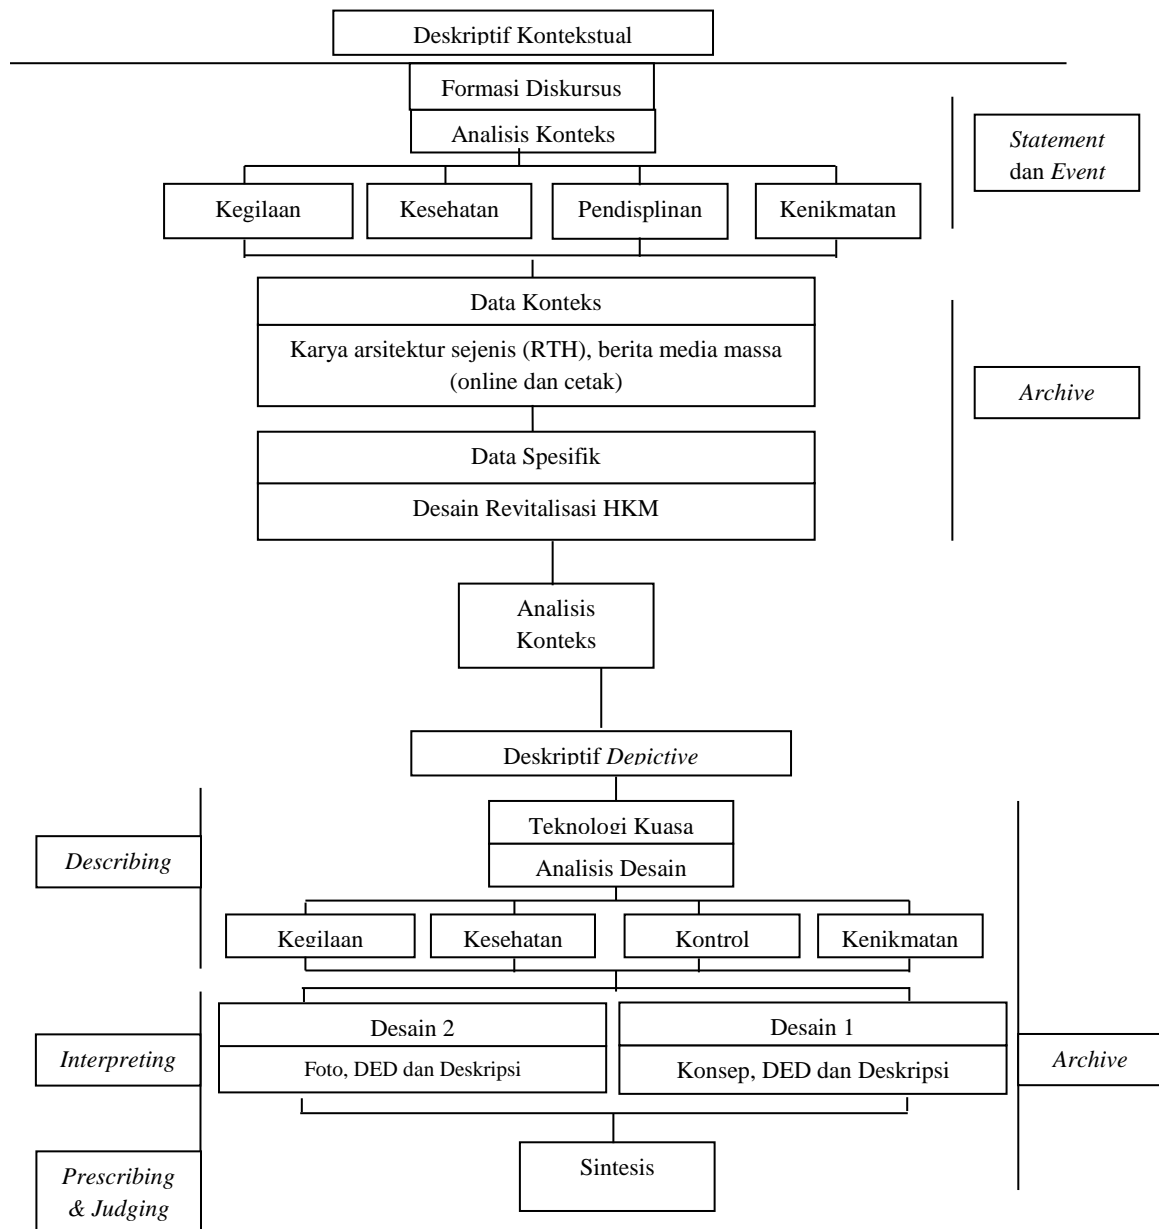 Deskriptif Kontekstual
Formasi Diskursus
Analisis Konteks
Statement
dan Event
Kegilaan
Kesehatan
Pendisplinan
Kenikmatan
Data Konteks
Karya arsitektur sejenis (RTH), berita media massa
(online dan cetak)
Archive
Data Spesifik
Desain Revitalisasi HKM
Analisis
Konteks
Deskriptif Depictive
Teknologi Kuasa
Analisis Desain
Describing
Kegilaan
Kesehatan
Kontrol
Kenikmatan
Desain 2
Desain 1
Interpreting
Foto, DED dan Deskripsi
Konsep, DED dan Deskripsi
Archive
Sintesis
Prescribing
& Judging